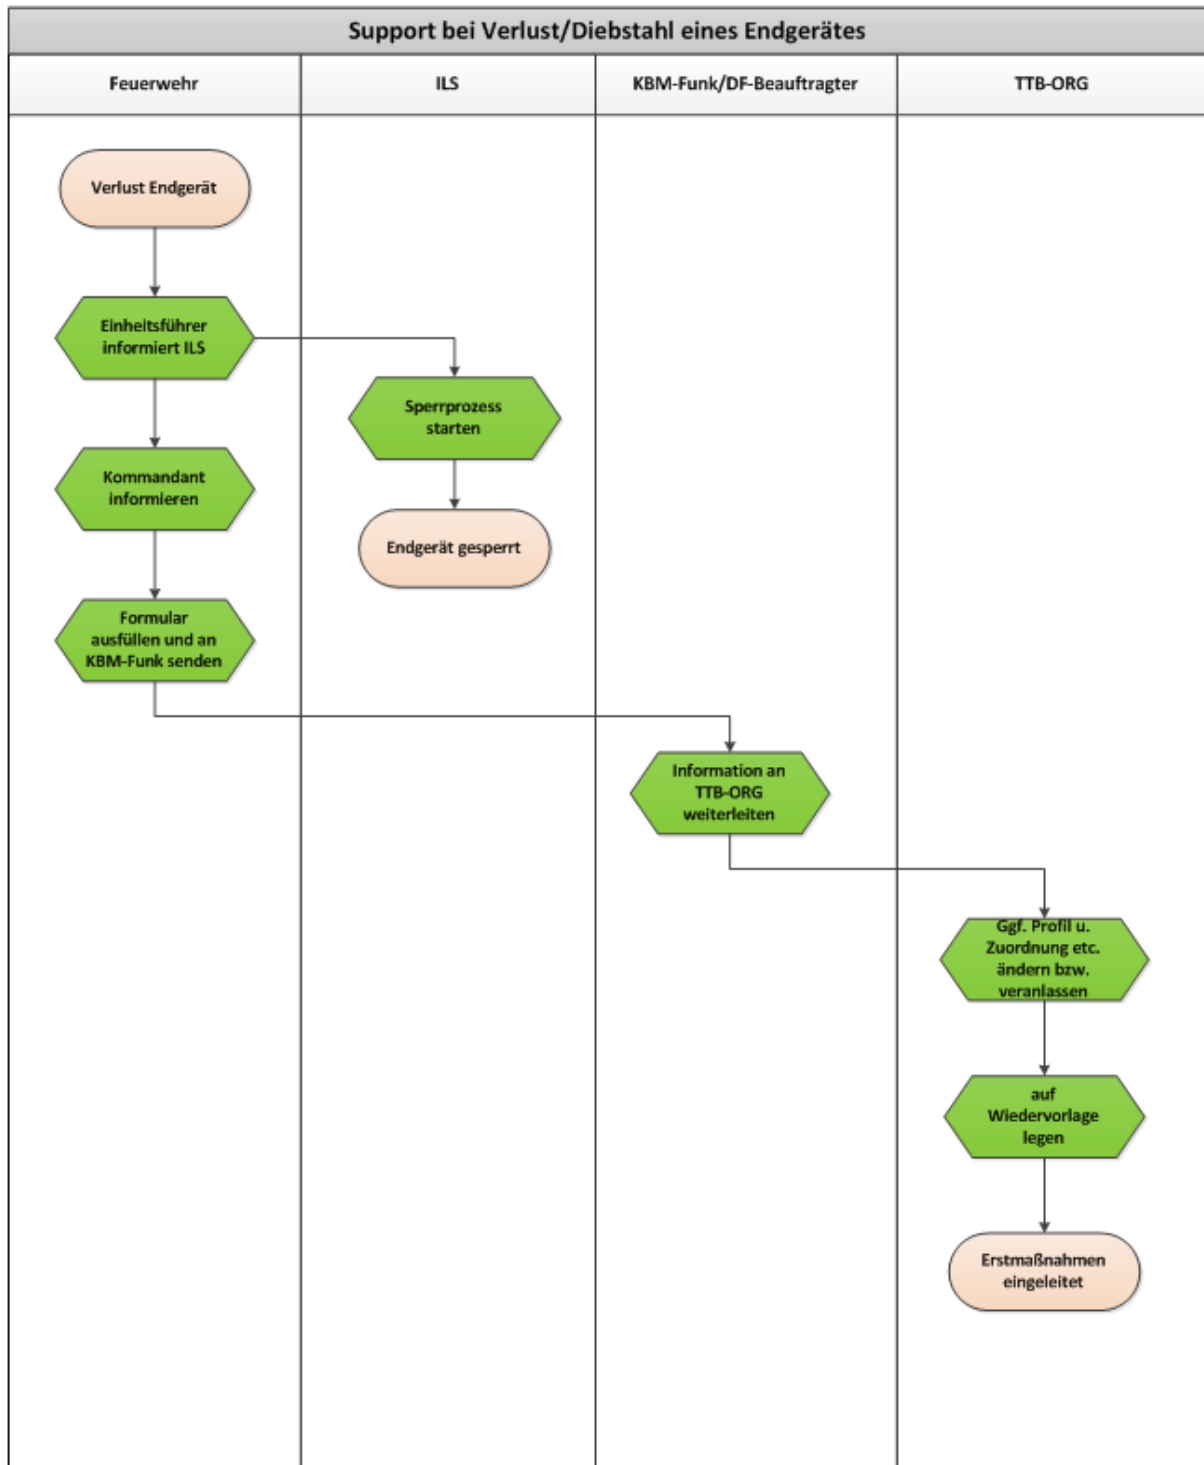 Support bei Verlust/Diebstahl eines Endgerätes
Feuerwehr
ILS
KBM-Funk/DF-Beauftragter
TTB-ORG
Verlust Endgerät
Einheitsführer
informiert ILS
Sperrprozess
starten
Kommandant
informieren
Endgerät gesperrt
Formular
ausfüllen und an
KBM-Funk senden
Information an
TTB-ORG
weiterleiten
Ggf. Profil u.
Zuordnung etc.
ändern bzw.
veranlassen
auf
Wiedervorlage
legen
Erstmaßnahmen
eingeleitet